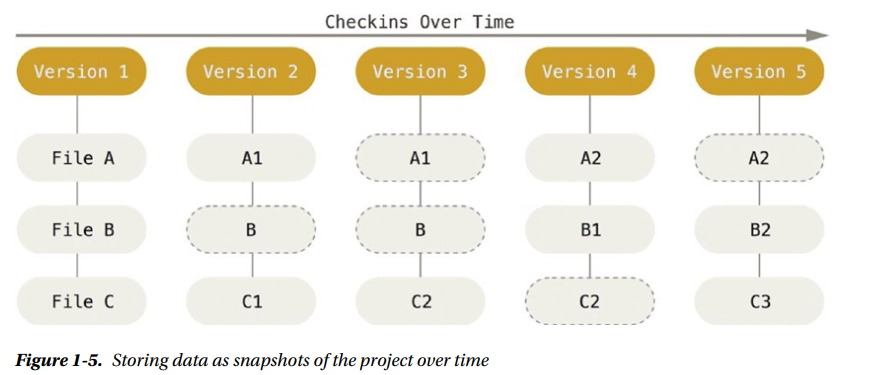 Checkins Over Time
Version 1 Version 2 Version 3 Version 4 Version 5
File A A1 A1 A2 A2
File B B B B1 B2
File C C1 C2 C2 C3
Figure 1-5. Storing data as snapshots of the project over time